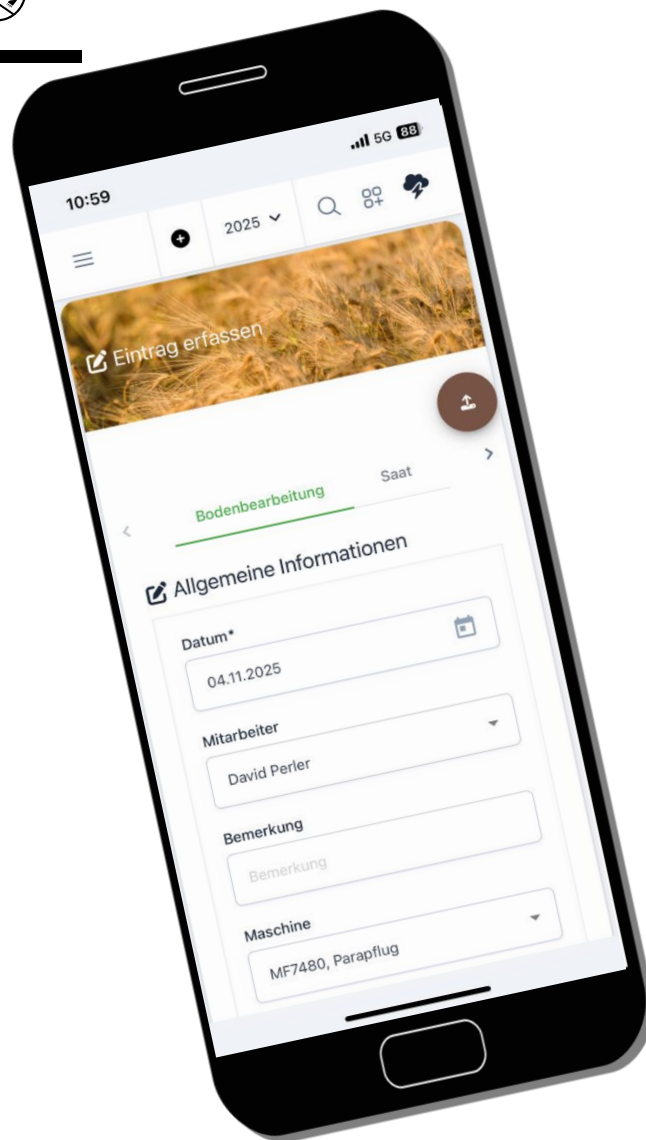 10:59
5G 88
2025
Eintrag erfassen
Bodenbearbeitung
Saat
Allgemeine Informationen
Datum*
04.11.2025
Mitarbeiter
David Perler
Bemerkung
Bemerkung
Maschine
MF7480, Parapflug